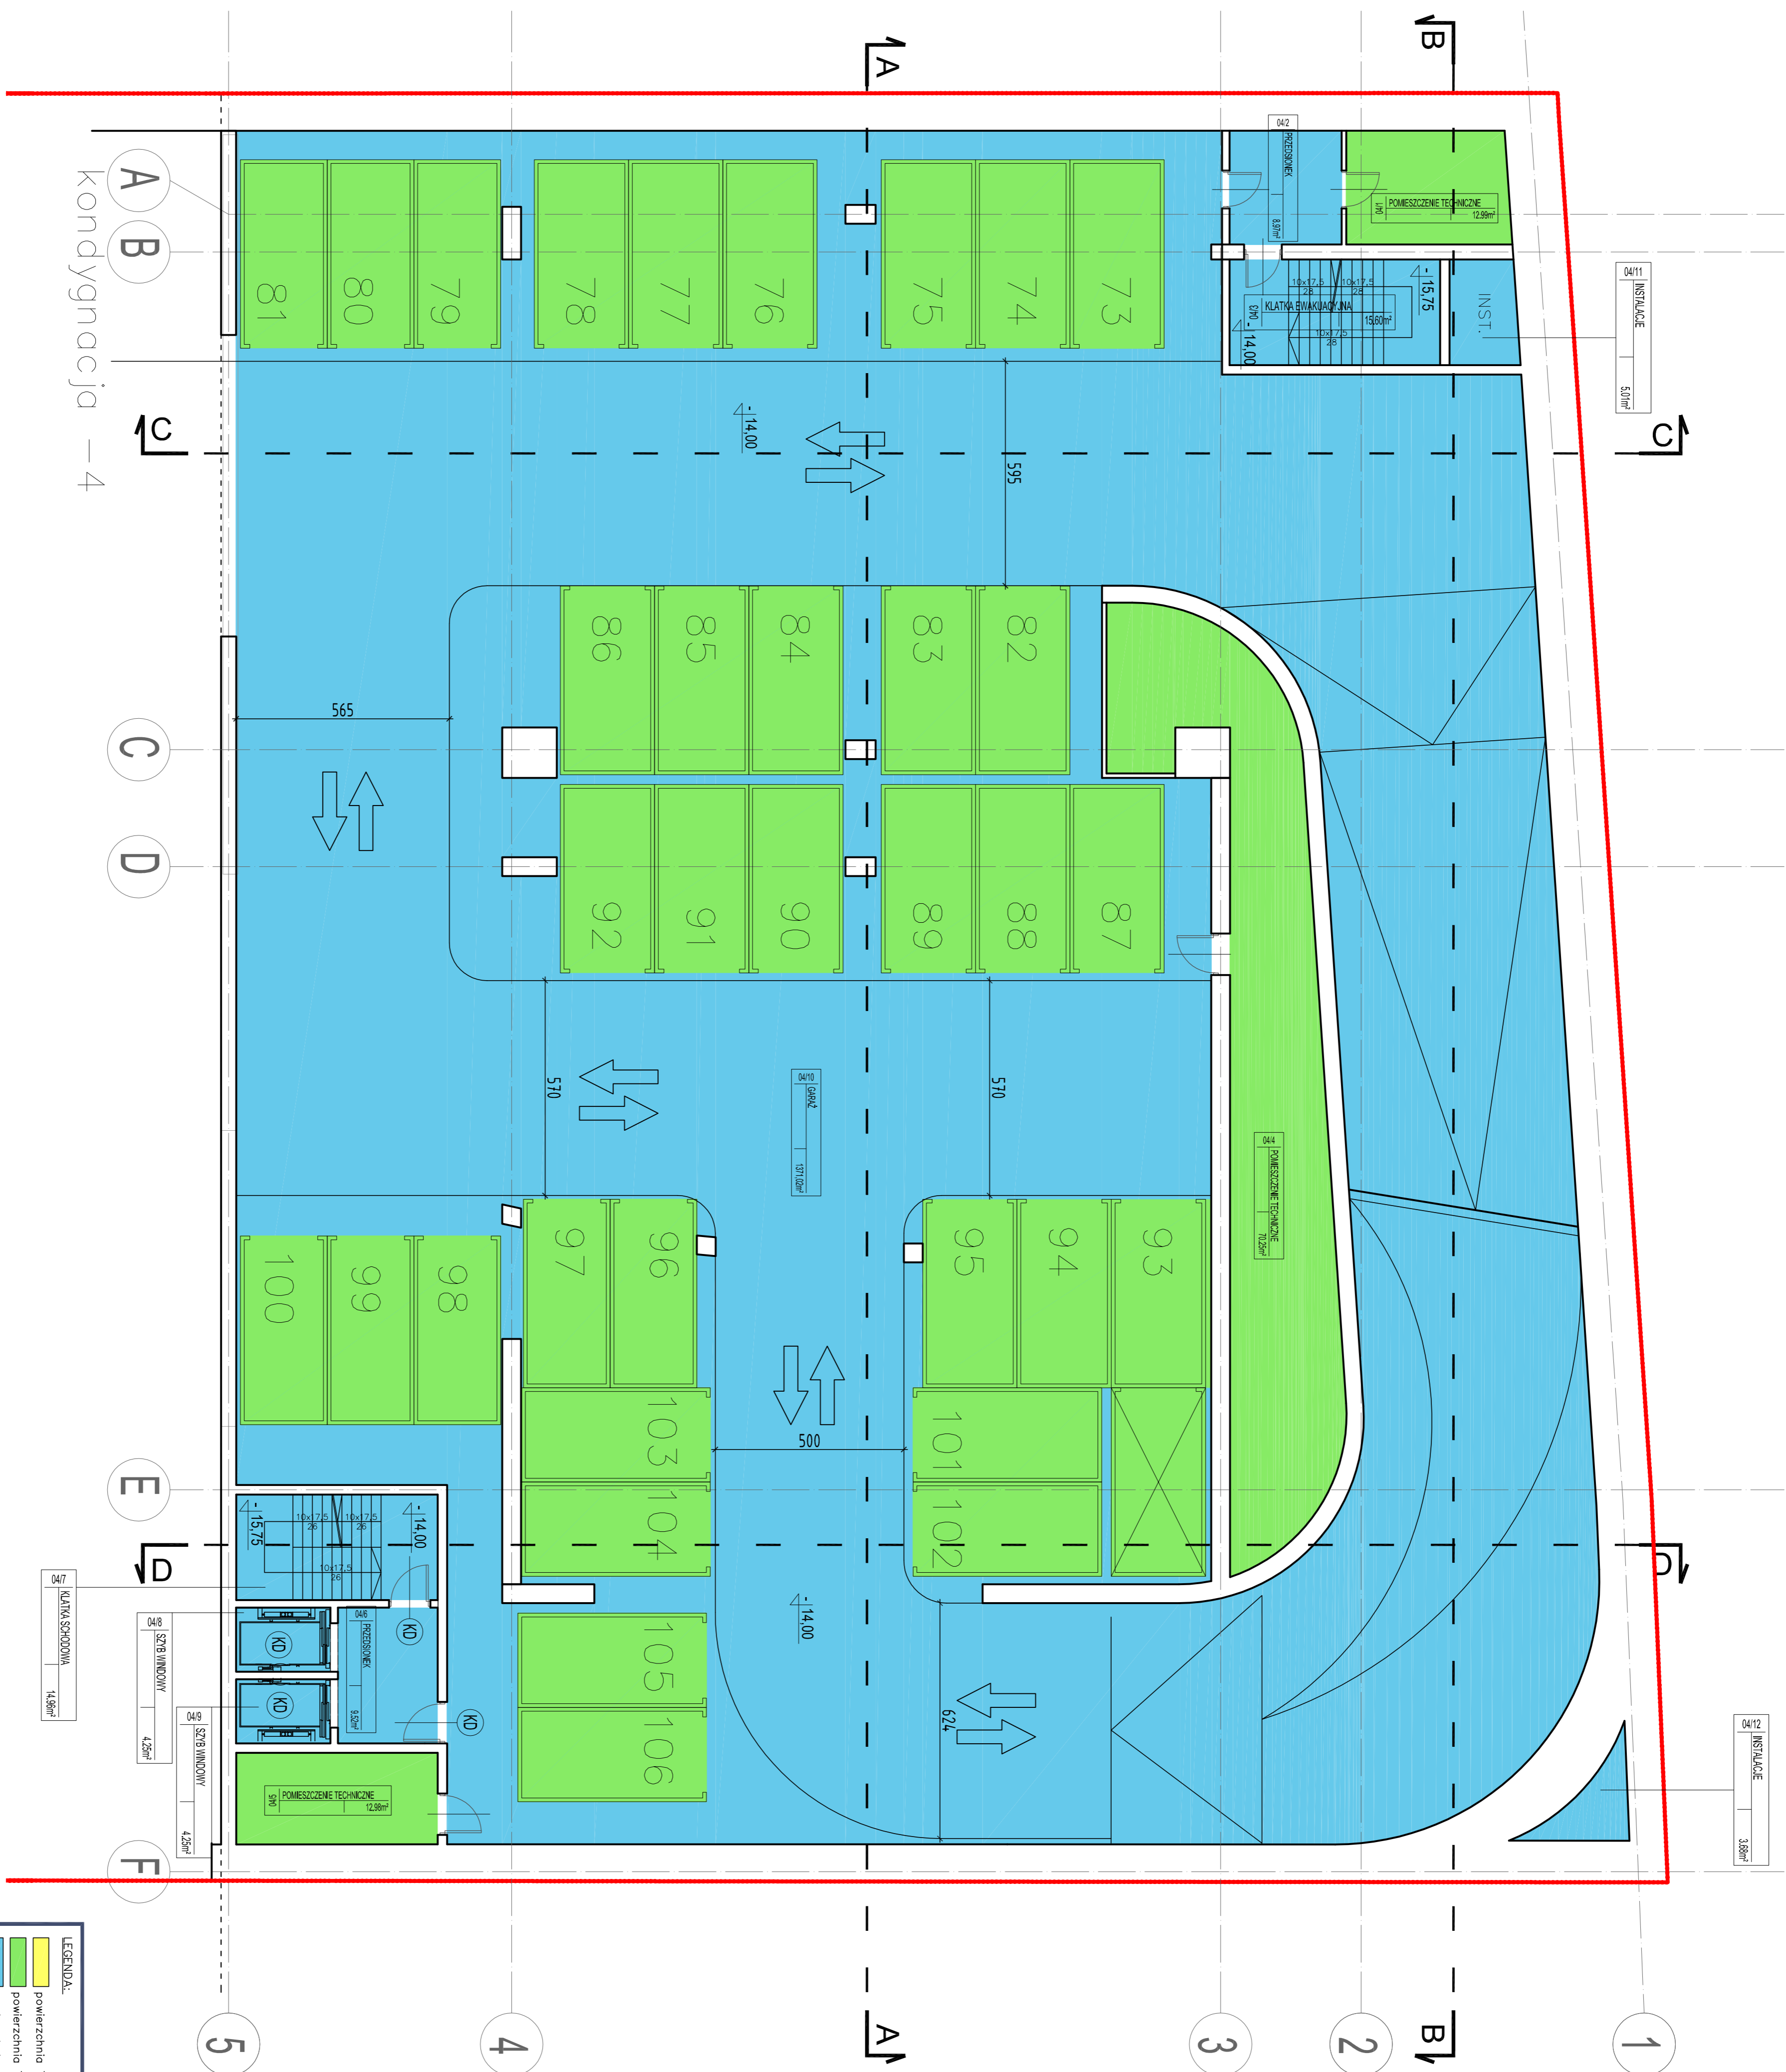 Kondygnacja -4
A
B
C
D
E
F
5
4
3
2
1
A
A
B
B
C
C
D
D
04/1
POMIESZCZENIE TECHNICZNE
12.99m²
04/2
PRZEDSIONEK
8.97m²
04/3
KLATKA EWAKUACYJNA
15.60m²
10x17,5
28
10x17,5
28
10x17,5
28
-15,75
-14,00
INST.
04/11
INSTALACJE
5.01m²
81
80
79
78
77
76
75
74
73
-14,00
595
86
85
84
83
82
565
92
91
90
89
88
87
570
570
04/10
GARAŻ
1371.02m²
04/4
POMIESZCZENIE TECHNICZNE
70.25m²
100
99
98
97
96
95
94
93
103
104
101
102
500
105
106
-14,00
624
-15,75
-14,00
10x17,5
26
10x17,5
26
10x17,5
26
04/7
KLATKA SCHODOWA
14.96m²
04/8
SZYB WINDOWY
4.25m²
04/9
SZYB WINDOWY
4.25m²
04/6
PRZEDSIONEK
9.52m²
KD
KD
KD
KD
04/5
POMIESZCZENIE TECHNICZNE
12.98m²
04/12
INSTALACJE
3.68m²
LEGENDA:
powierzchnia
powierzchnia